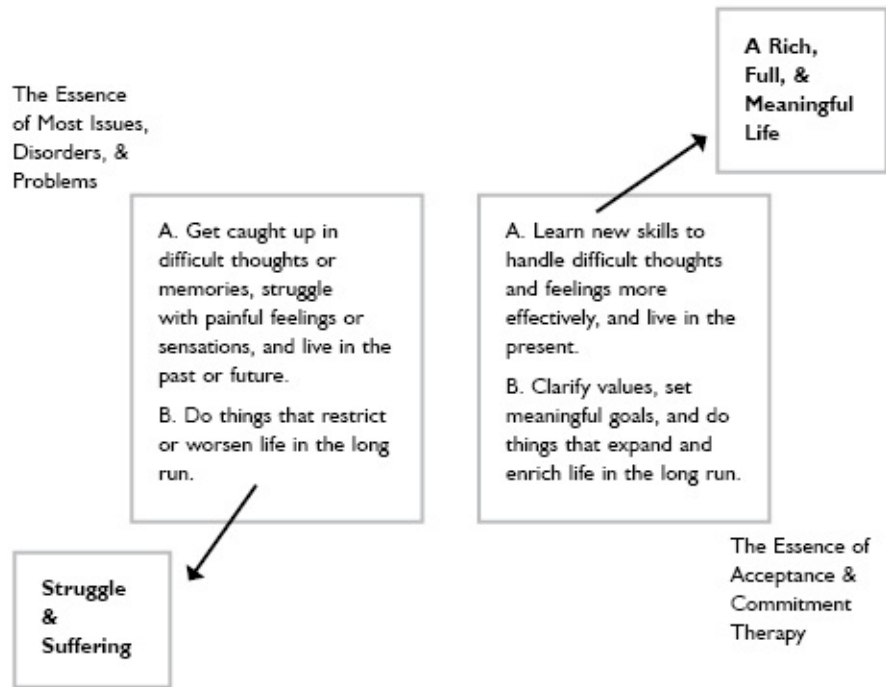 The Essence
of Most Issues,
Disorders, &
Problems
A. Get caught up in
difficult thoughts or
memories, struggle
with painful feelings or
sensations, and live in the
past or future.
B. Do things that restrict
or worsen life in the long
run.
Struggle
&
Suffering
A Rich,
Full, &
Meaningful
Life
A. Learn new skills to
handle difficult thoughts
and feelings more
effectively, and live in the
present.
B. Clarify values, set
meaningful goals, and do
things that expand and
enrich life in the long run.
The Essence of
Acceptance &
Commitment
Therapy